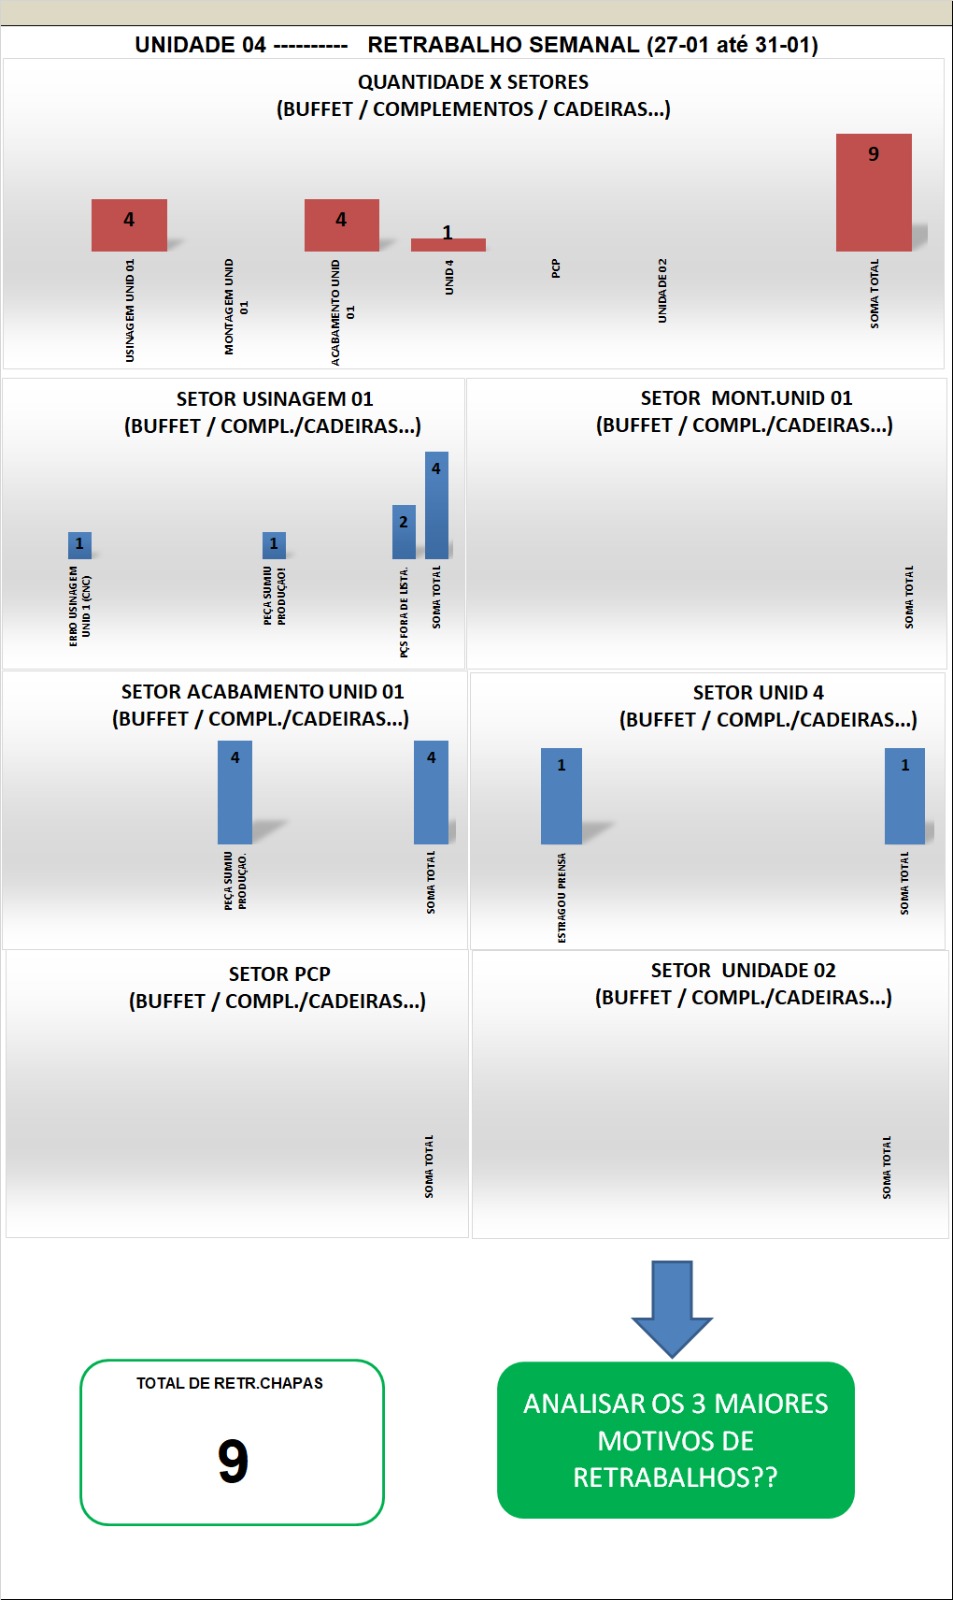 UNIDADE 04 ---------- RETRABALHO SEMANAL (27-01 até 31-01)
QUANTIDADE X SETORES
(BUFFET / COMPLEMENTOS / CADEIRAS...)
4
4
1
9
USINAGEM UNID 01
MONTAGEM UNID
01
ACABAMENTO UNID
01
UNID 4
PCP
UNIDADE 02
SOMA TOTAL
SETOR USINAGEM 01
(BUFFET / COMPL./CADEIRAS...)
1
1
2
4
ERRO USINAGEM
UNID 1 (CNC)
PEÇA SUMIU
PRODUÇAO!
PÇS FORA DE LISTA.
SOMA TOTAL
SETOR MONT.UNID 01
(BUFFET / COMPL./CADEIRAS...)
SOMA TOTAL
SETOR ACABAMENTO UNID 01
(BUFFET / COMPL./CADEIRAS...)
4
4
PEÇA SUMIU
PRODUÇAO.
SOMA TOTAL
SETOR UNID 4
(BUFFET / COMPL./CADEIRAS...)
1
1
ESTRAGOU PRENSA
SOMA TOTAL
SETOR PCP
(BUFFET / COMPL./CADEIRAS...)
SOMA TOTAL
SETOR UNIDADE 02
(BUFFET / COMPL./CADEIRAS...)
SOMA TOTAL
TOTAL DE RETR.CHAPAS
9
ANALISAR OS 3 MAIORES
MOTIVOS DE
RETRABALHOS??